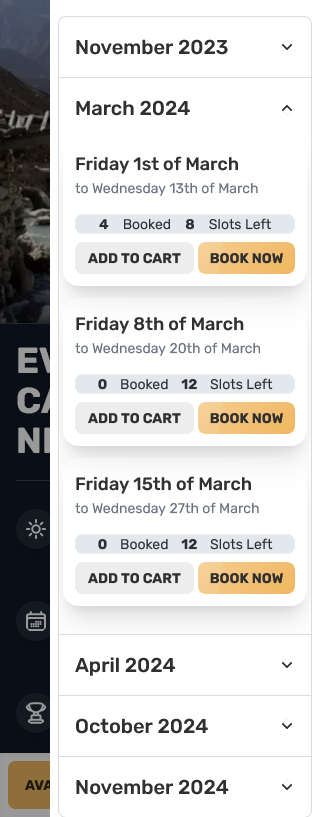 November 2023
March 2024
Friday 1st of March
to Wednesday 13th of March
4 Booked 8 Slots Left
ADD TO CART BOOK NOW
Friday 8th of March
to Wednesday 20th of March
0 Booked 12 Slots Left
ADD TO CART BOOK NOW
Friday 15th of March
to Wednesday 27th of March
0 Booked 12 Slots Left
ADD TO CART BOOK NOW
April 2024
October 2024
November 2024